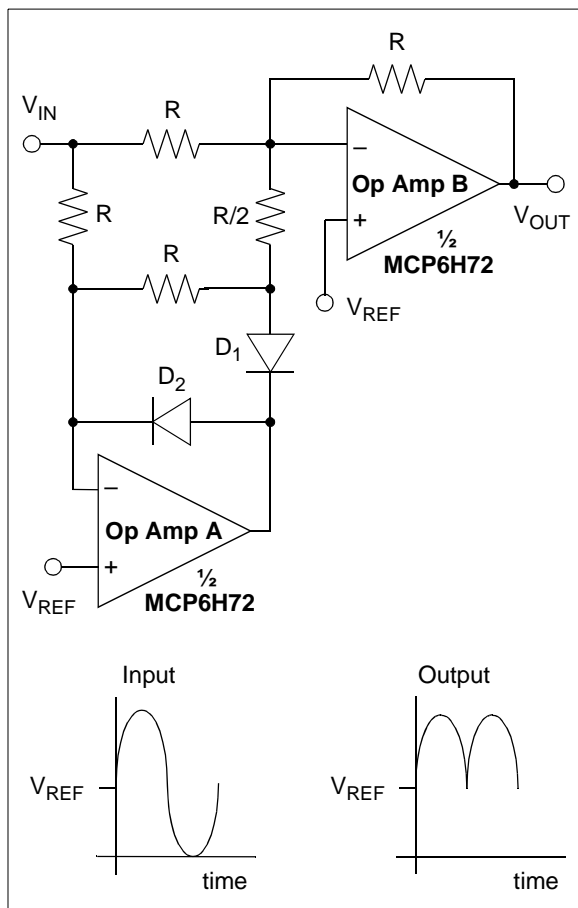 R
V_IN
R
R
R/2
R
Op Amp B
−
+
V_OUT
½
MCP6H72
V_REF
D_1
D_2
−
+
Op Amp A
V_REF
½
MCP6H72
Input
Output
V_REF
V_REF
time
time